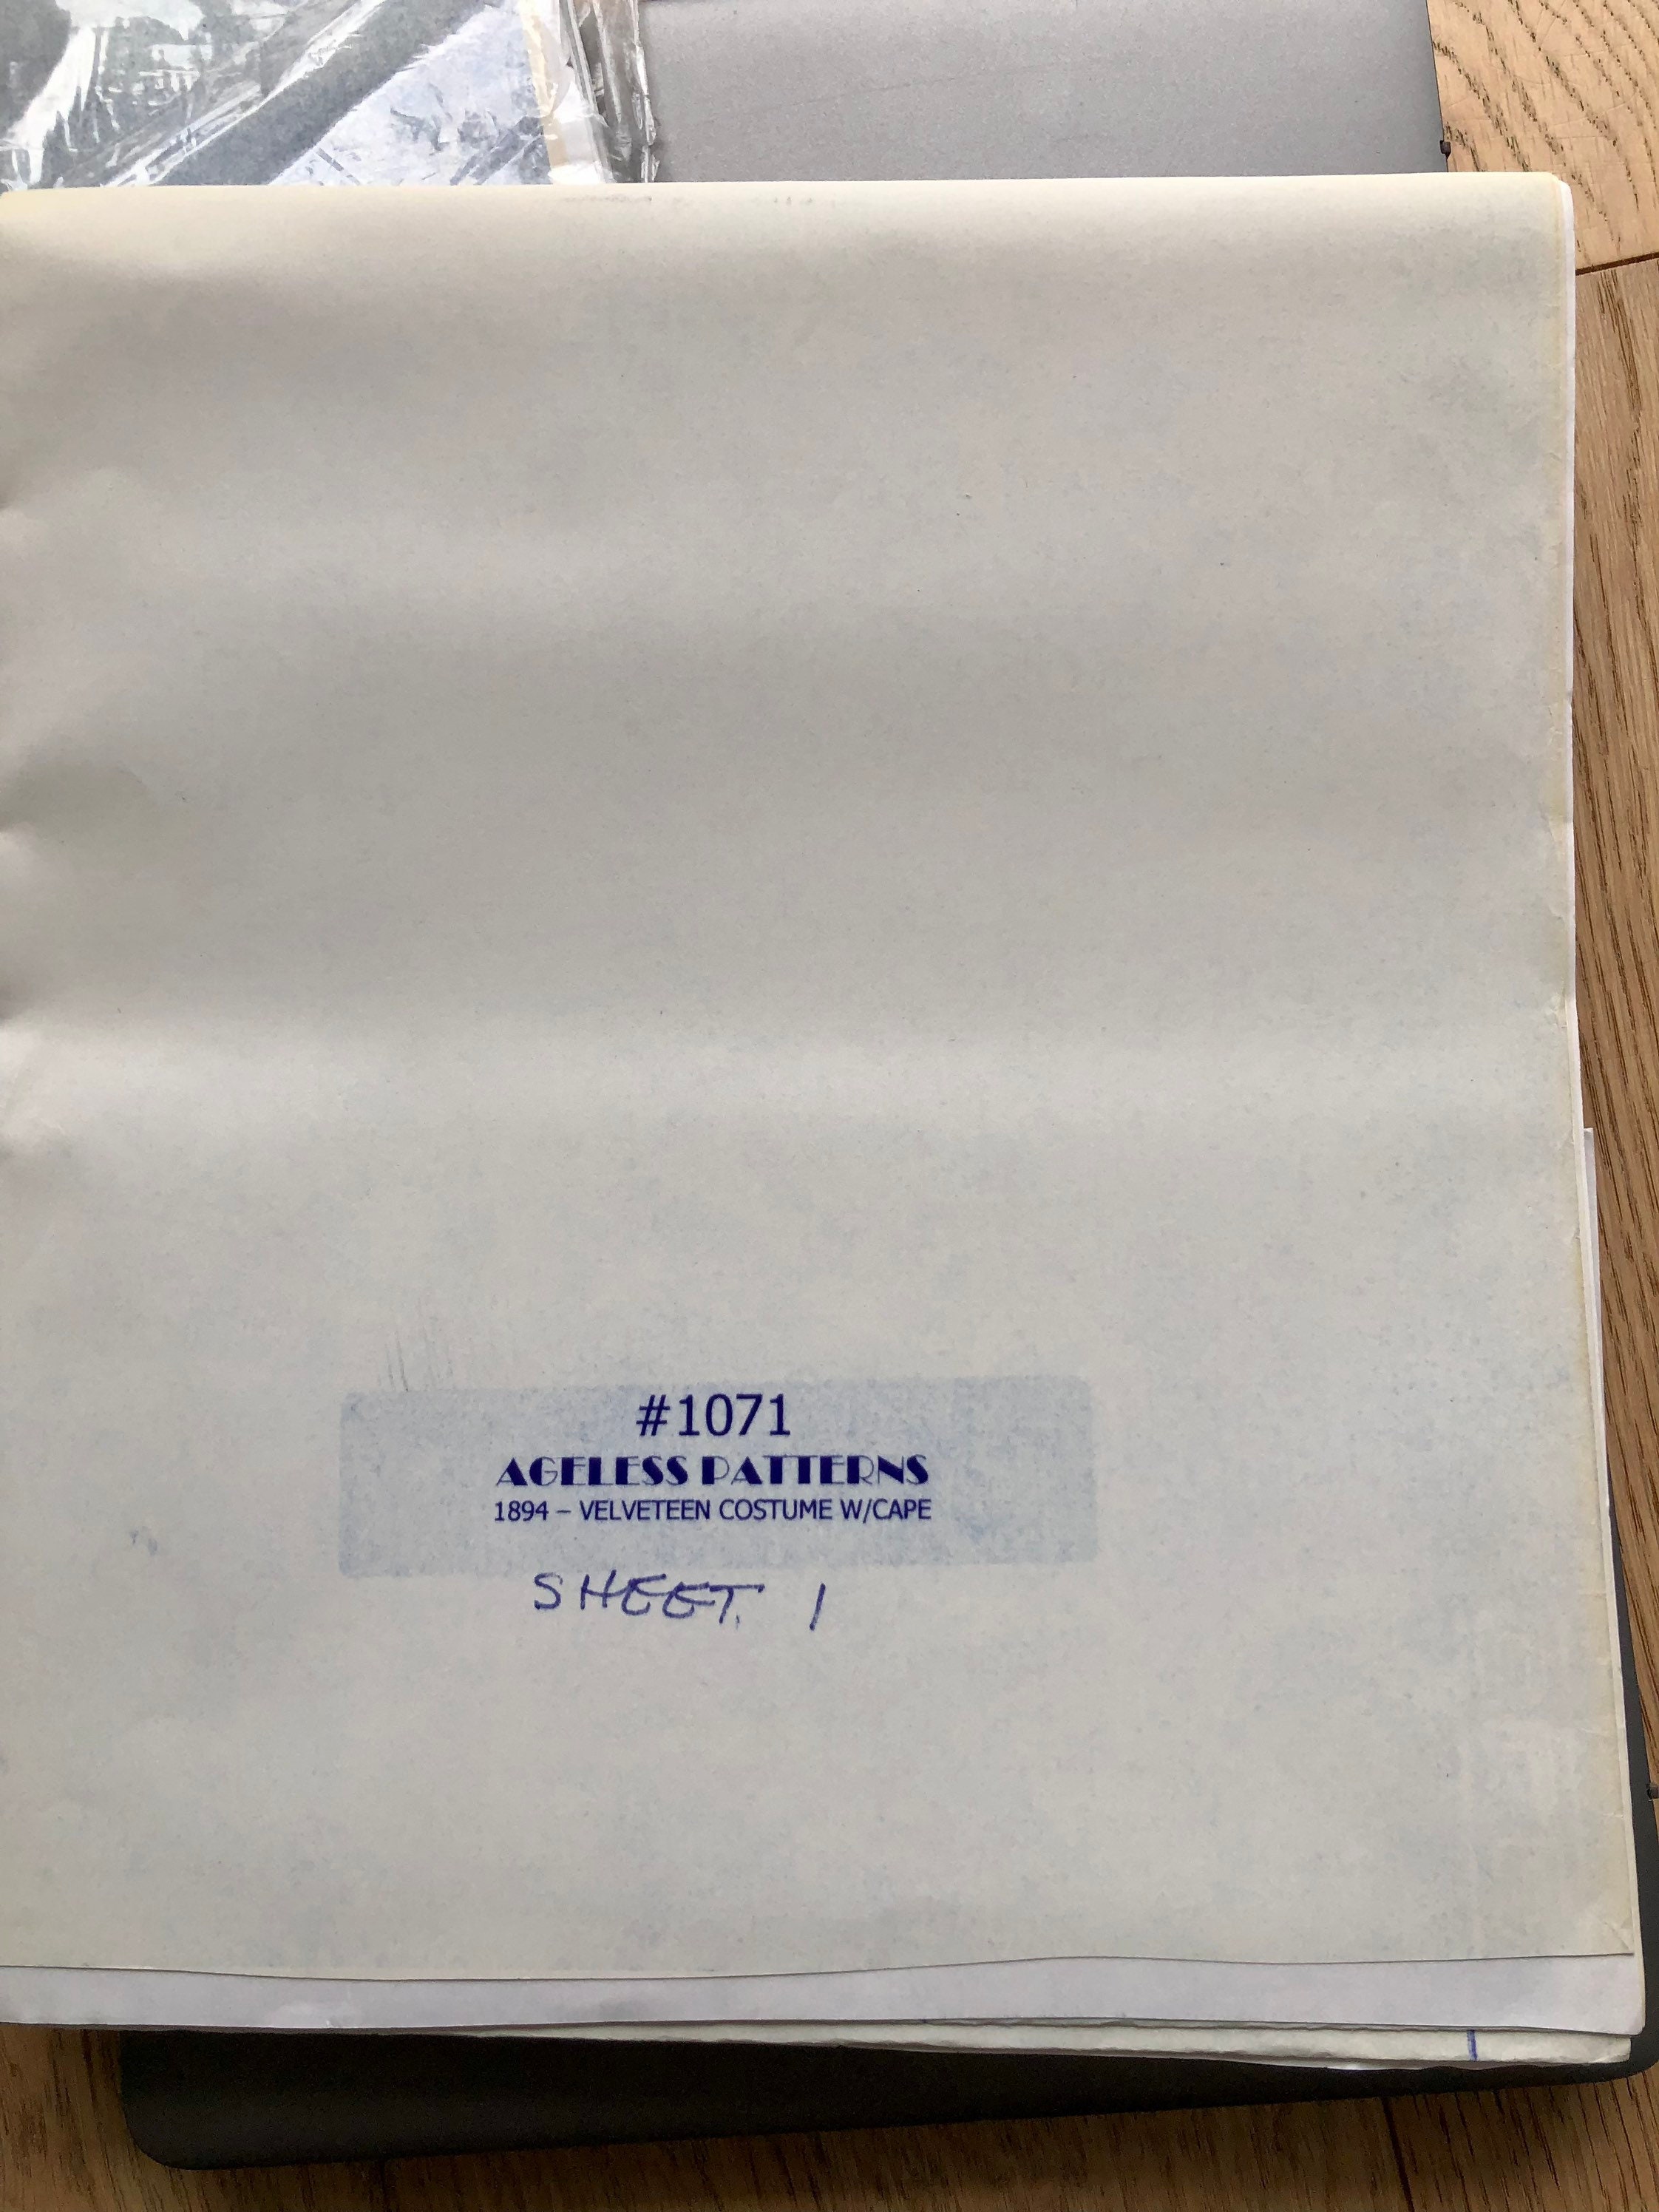 #1071
AGELESS PATTERNS
1894 – VELVETEEN COSTUME W/CAPE
SHEET 1